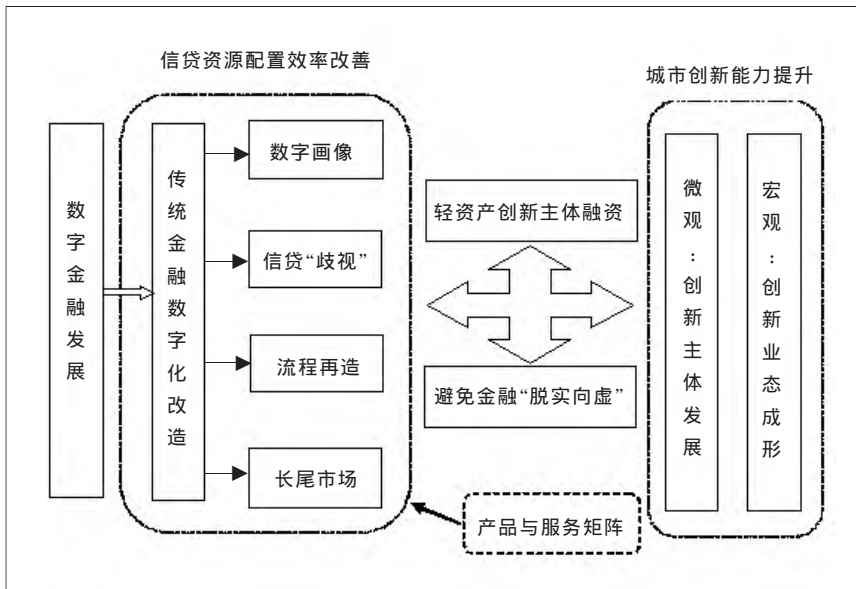 信贷资源配置效率改善
城市创新能力提升
数字金融发展
传统金融数字化改造
数字画像
信贷“歧视”
流程再造
长尾市场
轻资产创新主体融资
避免金融“脱实向虚”
产品与服务矩阵
微观:创新主体发展
宏观:创新业态成形